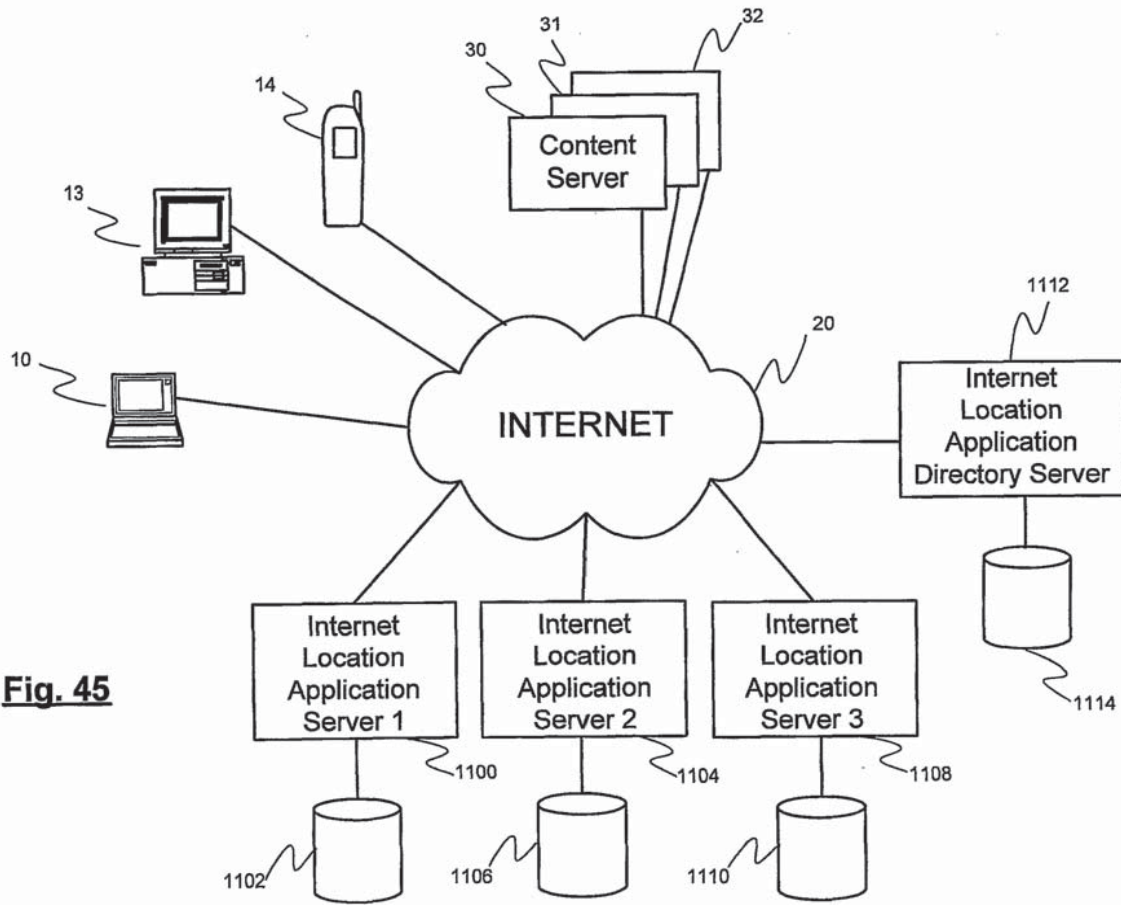 32
30
31
14
Content
Server
13
1112
20
10
Internet
Location
Application
Directory Server
INTERNET
Internet
Location
Application
Server 1
Internet
Location
Application
Server 2
Internet
Location
Application
Server 3
1114
Fig. 45
1100
1104
1108
1102
1106
1110